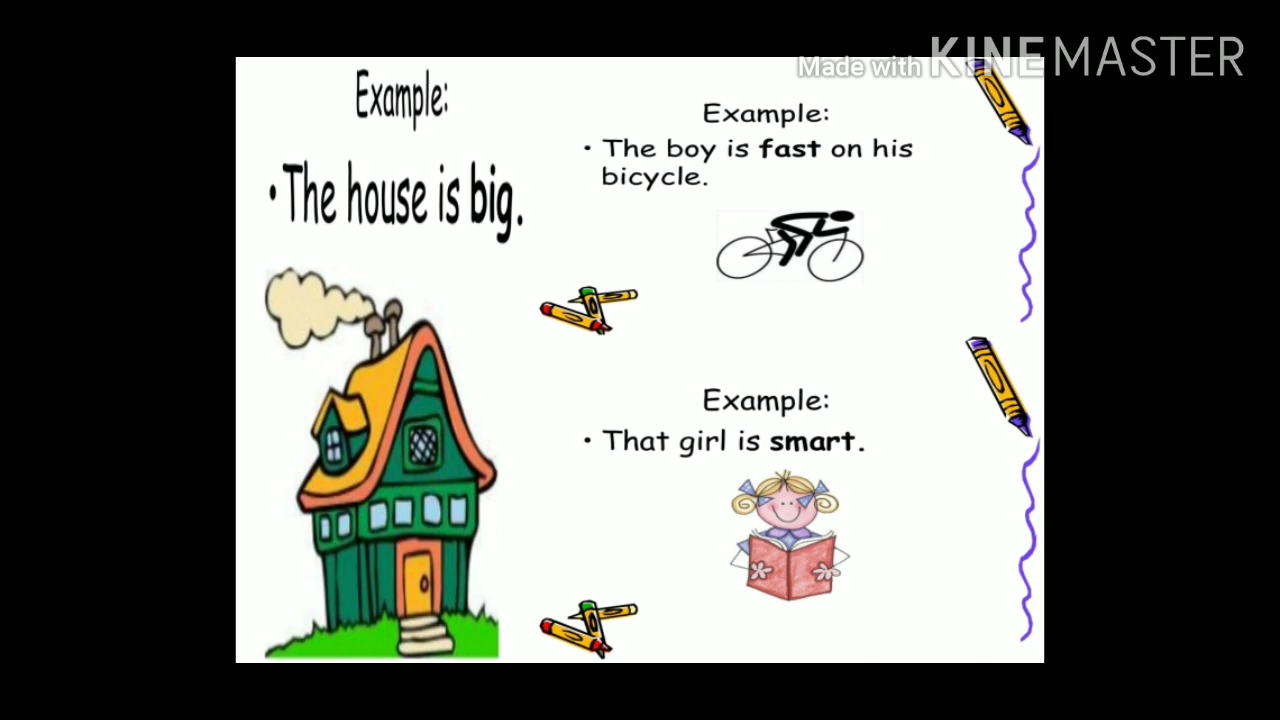 Made with KINEMASTER
Example:
• The house is big.
Example:
• The boy is fast on his
bicycle.
Example:
• That girl is smart.